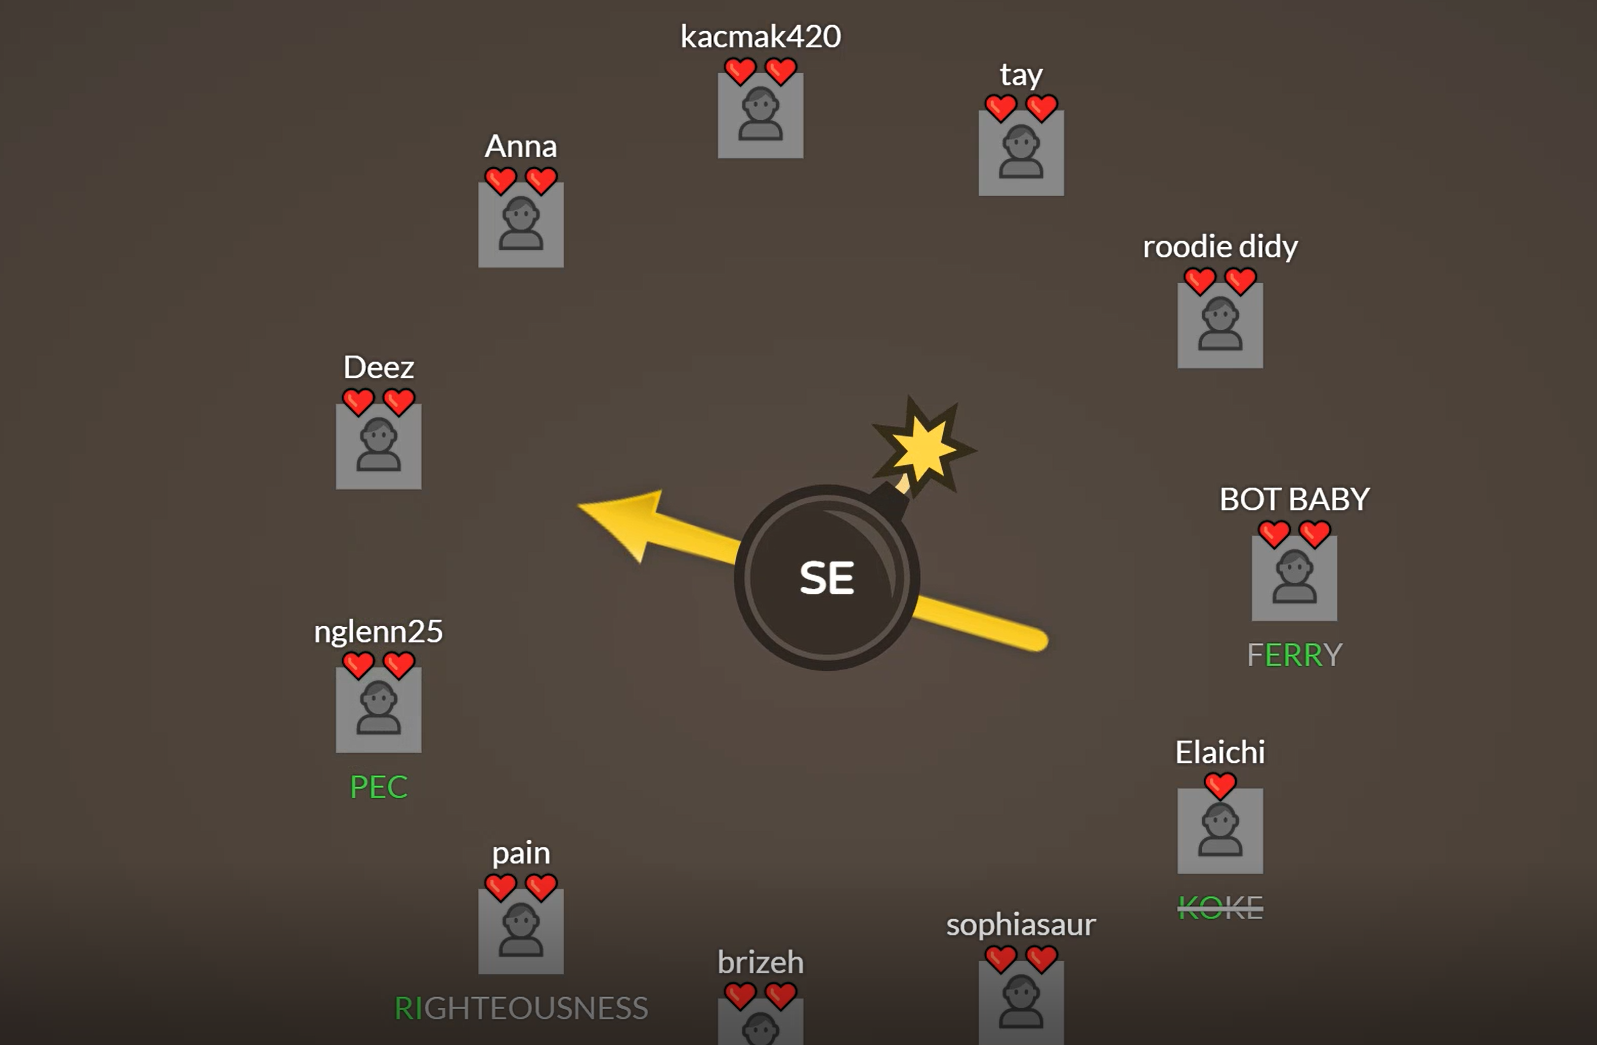 kacmak420
tay
Anna
roodie didy
Deez
BOT BABY
SE
FERRY
nglenn25
PEC
Elaichi
KOKE
pain
RIGHTEOUSNESS
sophiasaur
brizeh